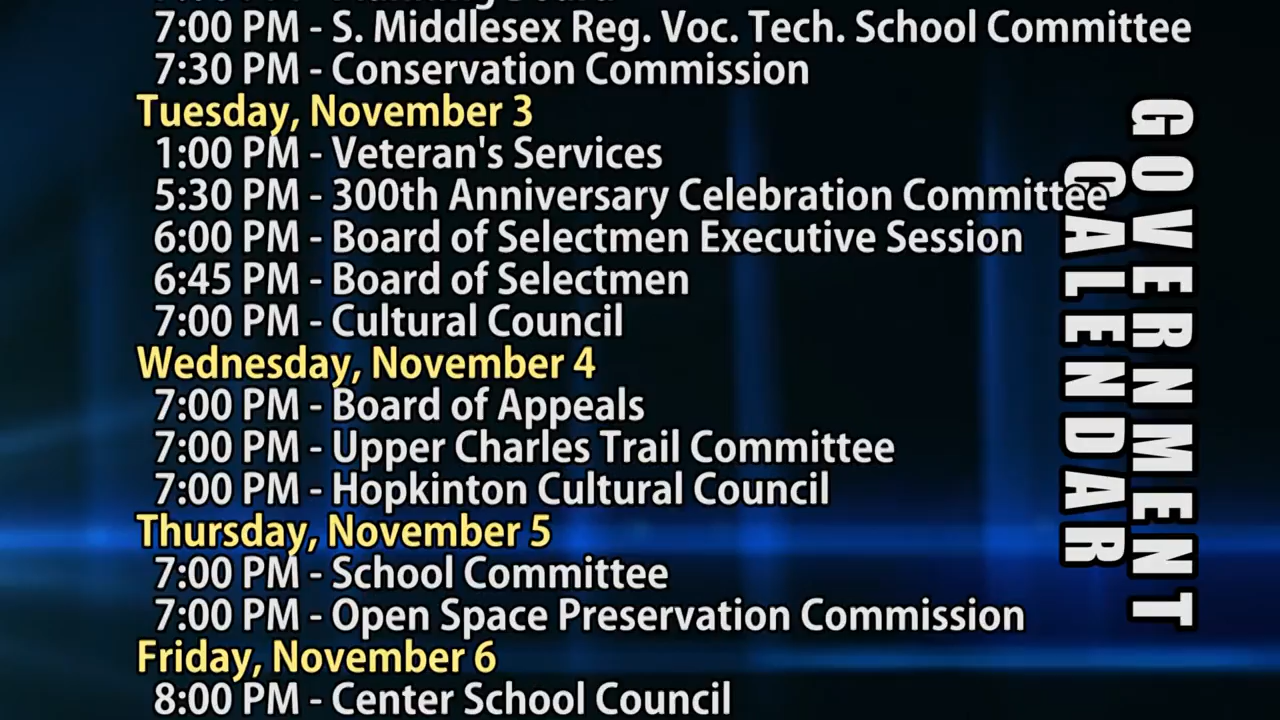 7:00 PM - S. Middlesex Reg. Voc. Tech. School Committee
7:30 PM - Conservation Commission
Tuesday, November 3
1:00 PM - Veteran's Services
5:30 PM - 300th Anniversary Celebration Committee
6:00 PM - Board of Selectmen Executive Session
6:45 PM - Board of Selectmen
7:00 PM - Cultural Council
Wednesday, November 4
7:00 PM - Board of Appeals
7:00 PM - Upper Charles Trail Committee
7:00 PM - Hopkinton Cultural Council
Thursday, November 5
7:00 PM - School Committee
7:00 PM - Open Space Preservation Commission
Friday, November 6
8:00 PM - Center School Council
GOVERNMENT
CALENDAR